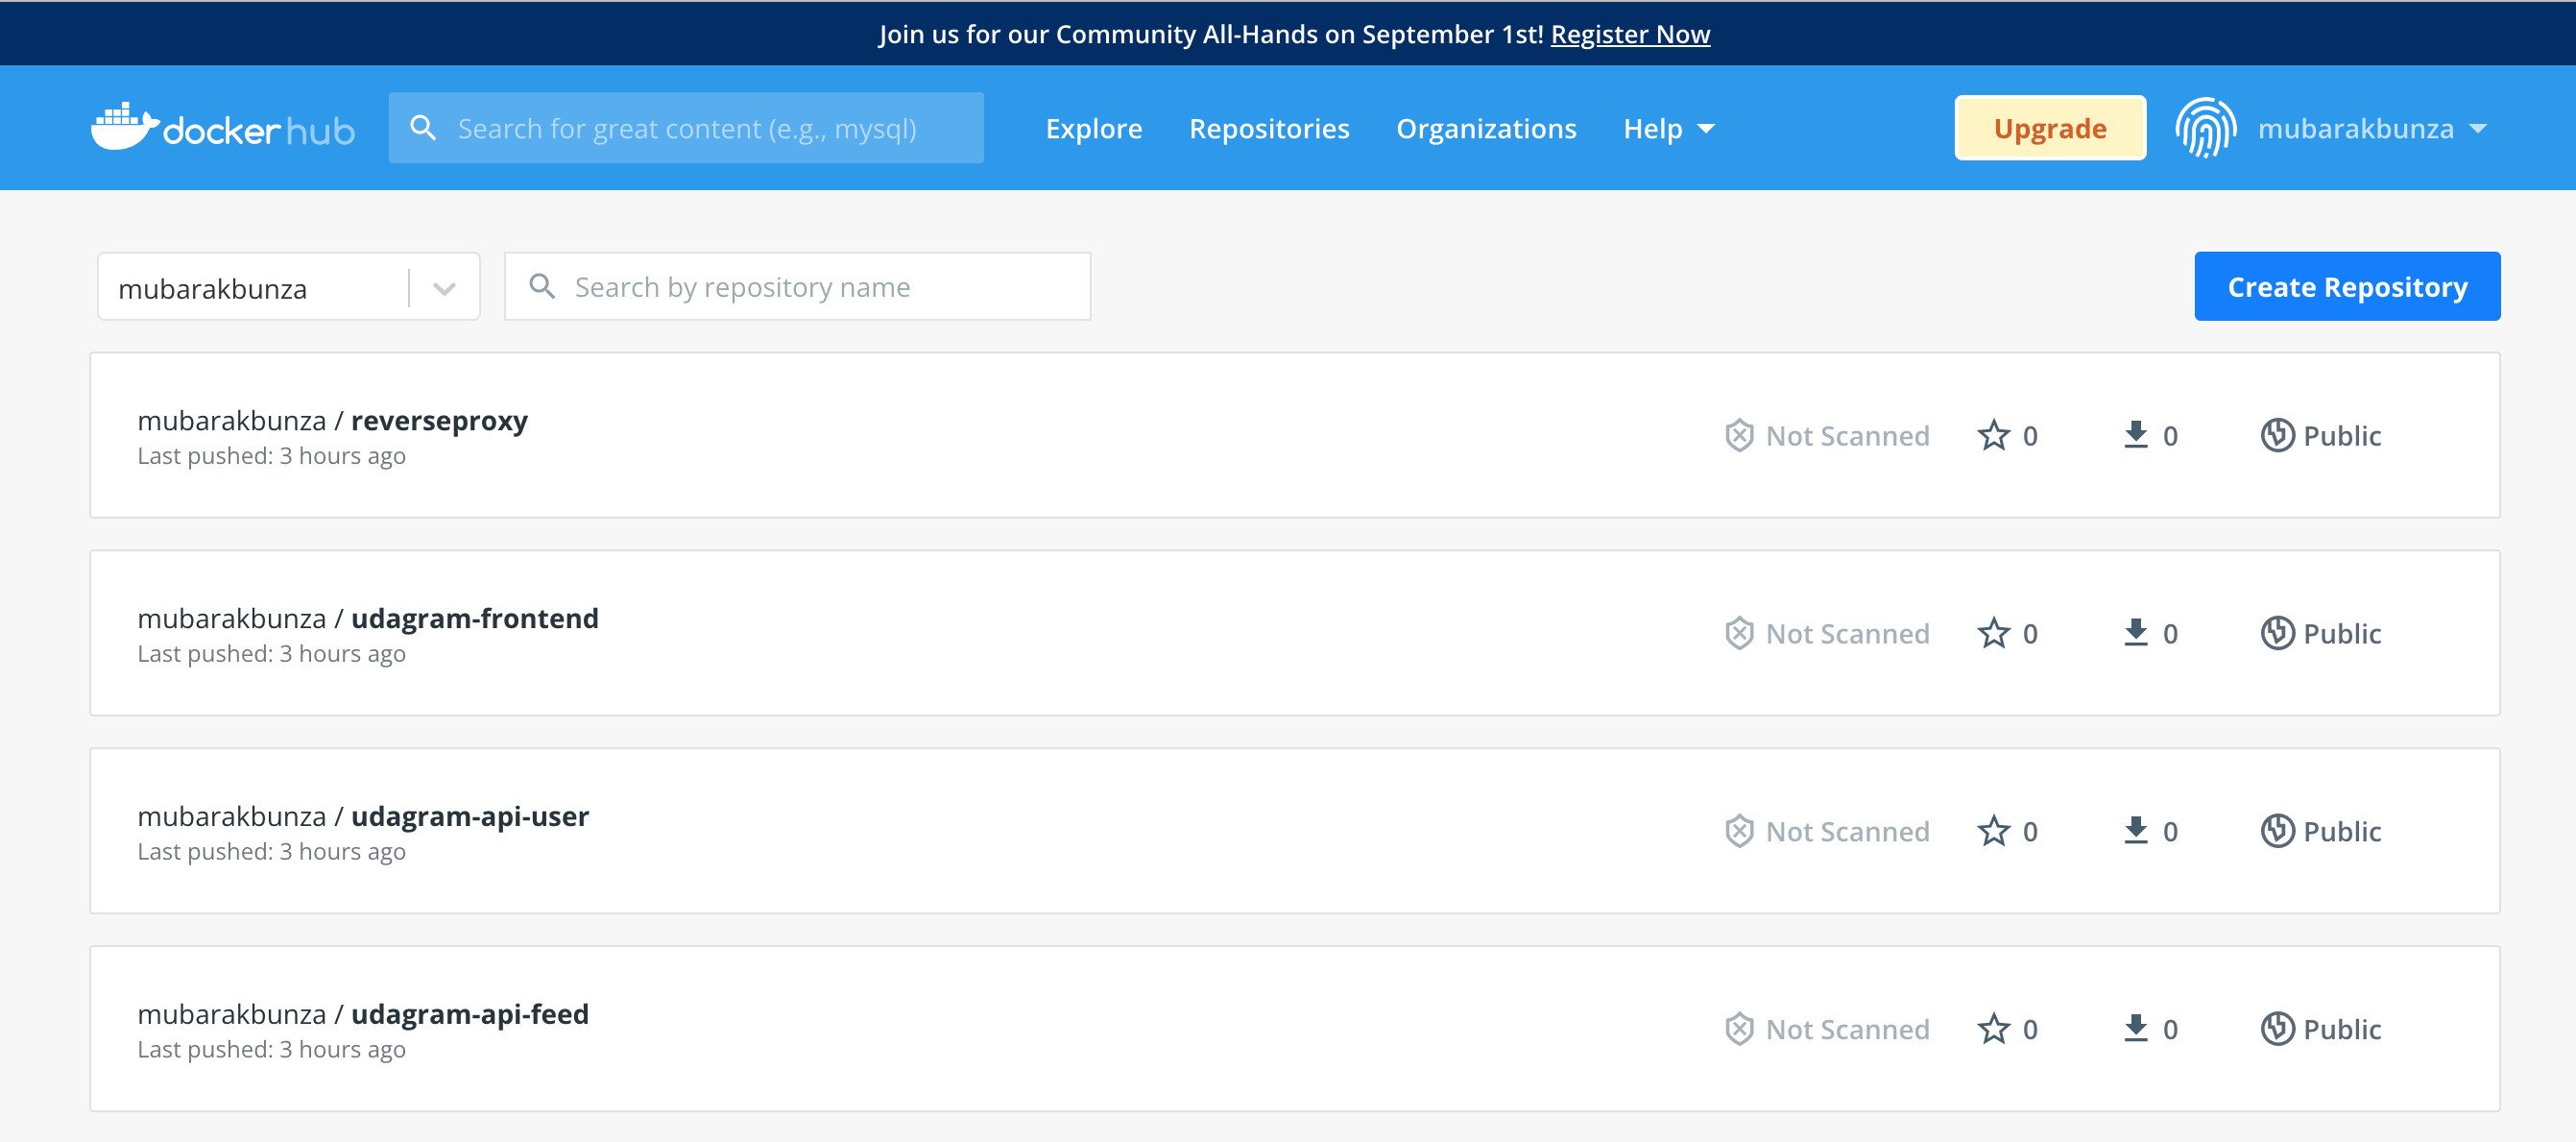 Join us for our Community All-Hands on September 1st! Register Now
docker hub Search for great content (e.g., mysql) Explore Repositories Organizations Help Upgrade mubarakbunza
mubarakbunza Search by repository name Create Repository
mubarakbunza / reverseproxy
Last pushed: 3 hours ago
Not Scanned 0 0 Public
mubarakbunza / udagram-frontend
Last pushed: 3 hours ago
Not Scanned 0 0 Public
mubarakbunza / udagram-api-user
Last pushed: 3 hours ago
Not Scanned 0 0 Public
mubarakbunza / udagram-api-feed
Last pushed: 3 hours ago
Not Scanned 0 0 Public